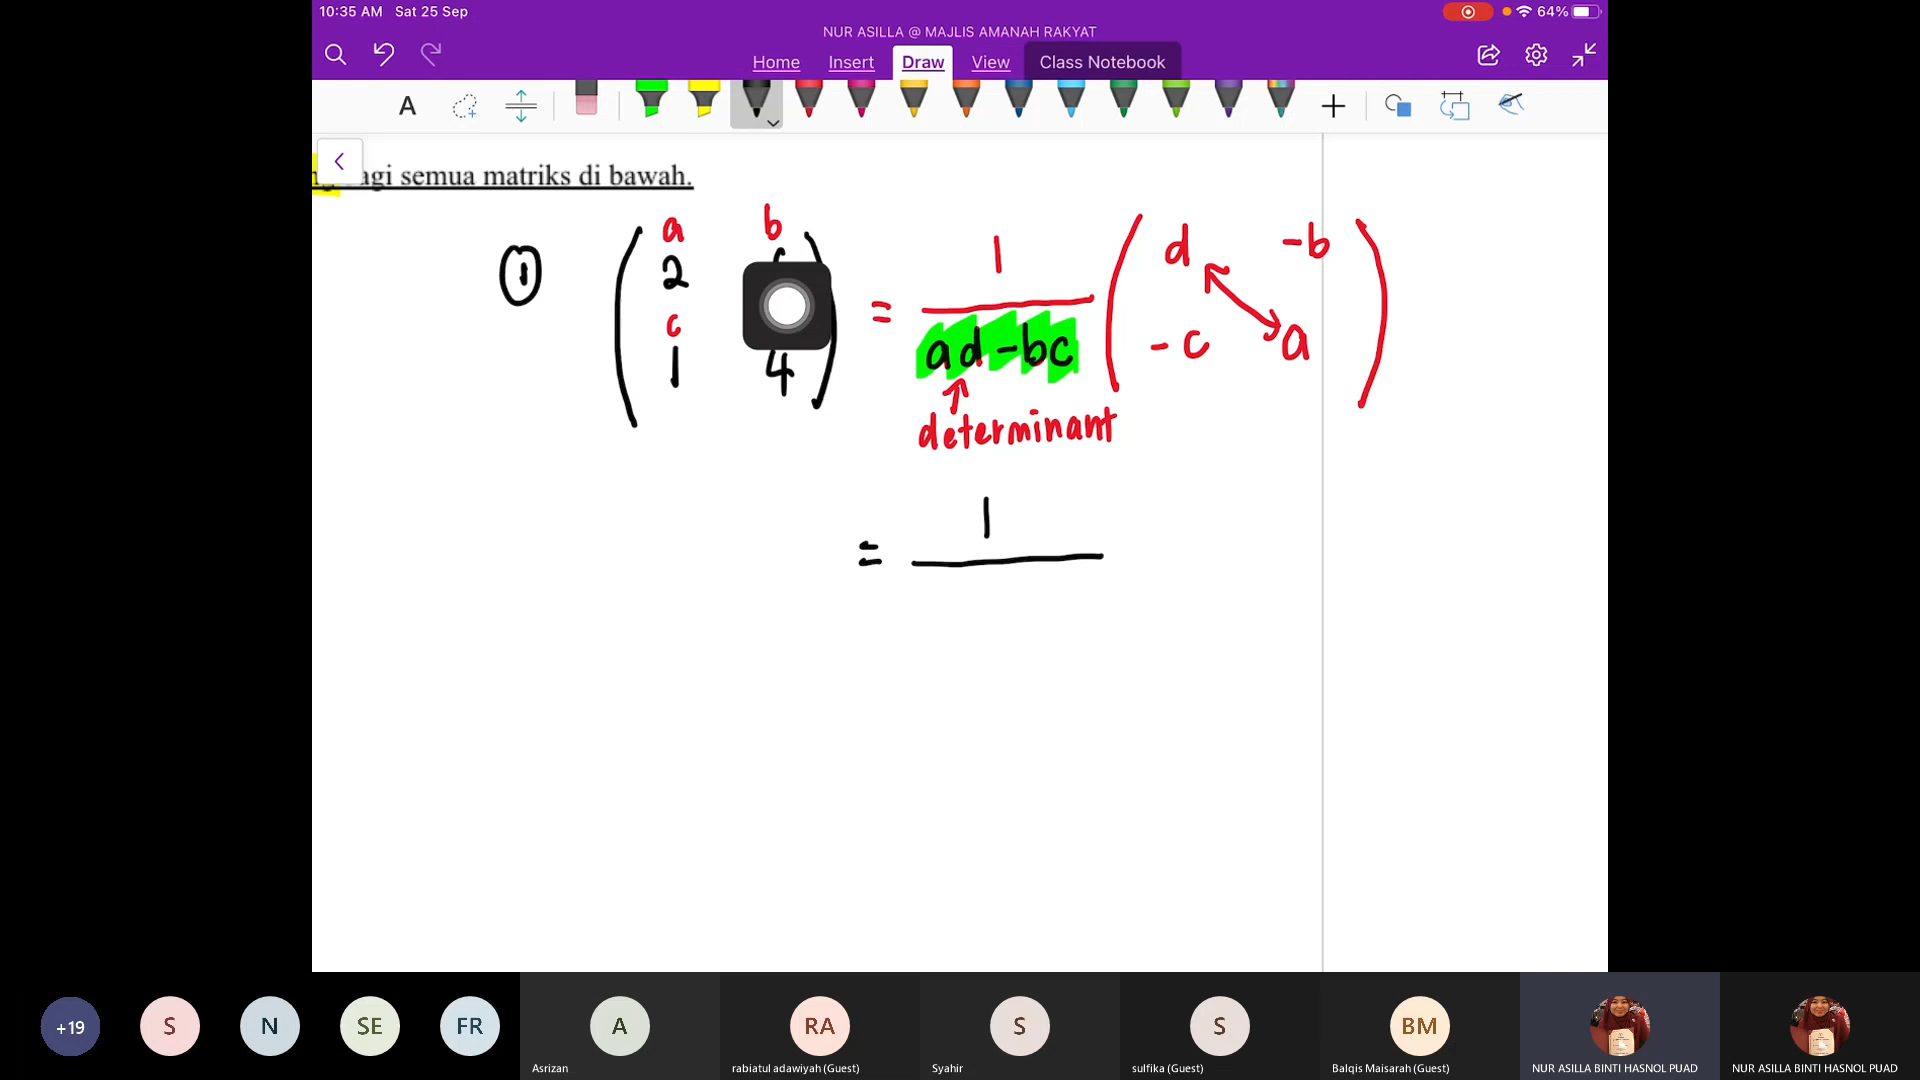 10:35 AM Sat 25 Sep
64%
NUR ASILLA @ MAJLIS AMANAH RAKYAT
Home Insert Draw View Class Notebook
A
agi semua matriks di bawah.
① ( a b
2
c
1 4 ) = 1 / ad-bc ( d -b
-c a )
determinant
= 1
+19 S N SE FR A RA S S BM
Asrizan rabiatul adawiyah (Guest) Syahir sulfika (Guest) Balqis Maisarah (Guest) NUR ASILLA BINTI HASNOL PUAD NUR ASILLA BINTI HASNOL PUAD